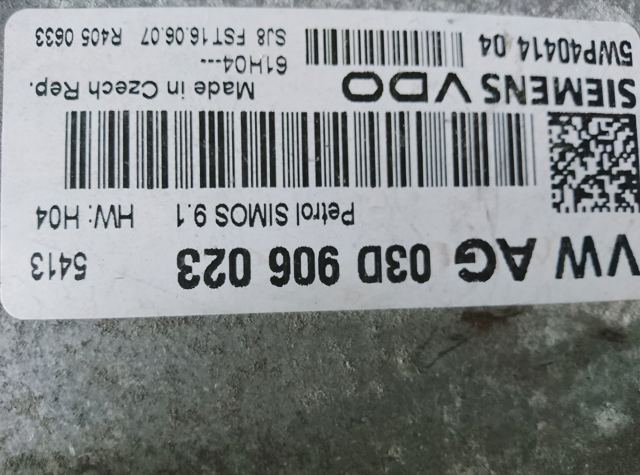 VW AG 03D 906 023 5413
Petrol SIMOS 9.1 HW: H04
SIEMENS VDO Made in Czech Rep.
61H04---
5WP40414 04 SJ8 FST16.06.07 R405 0633